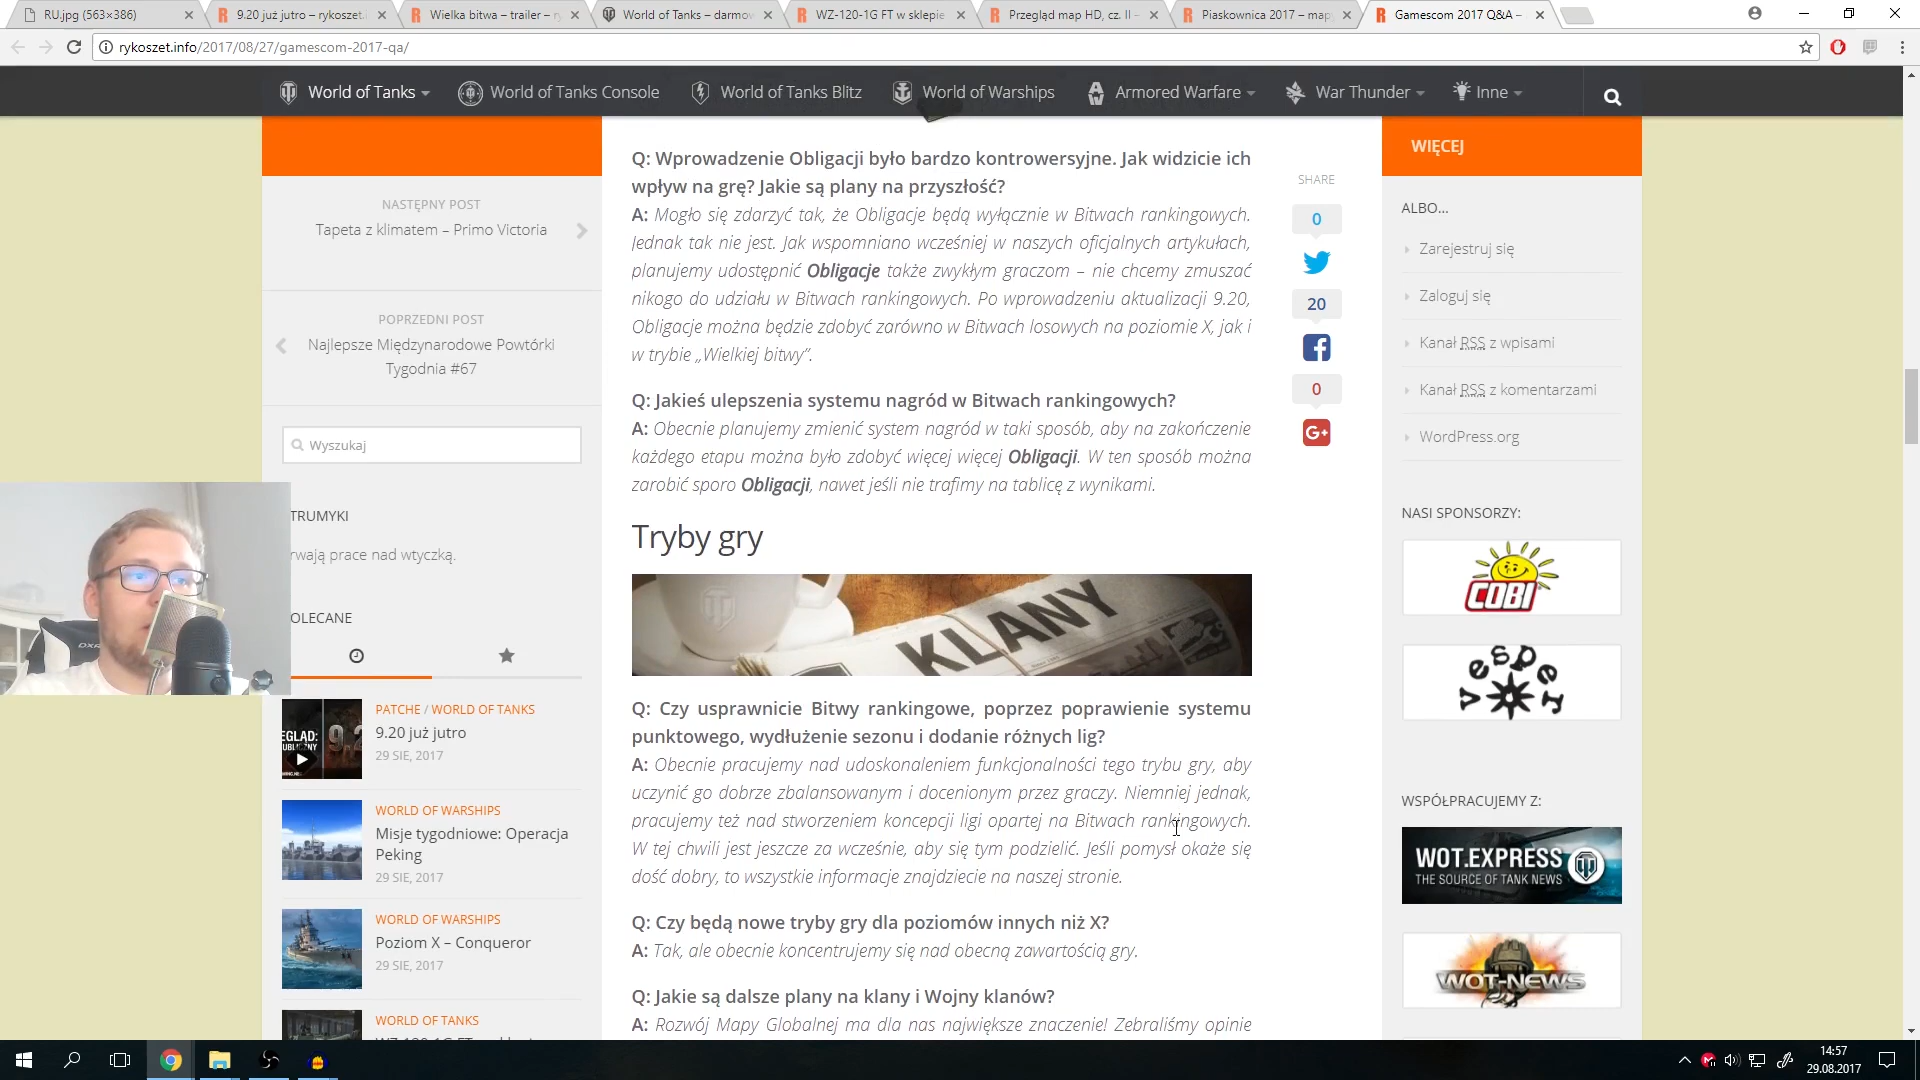 RU.jpg (563×386)
9.20 już jutro – rykoszet.in
Wielka bitwa – trailer – r
World of Tanks – darmow
WZ-120-1G FT w sklepie
Przegląd map HD, cz. II –
Piaskownica 2017 – map
Gamescom 2017 Q&A –
rykoszet.info/2017/08/27/gamescom-2017-qa/
World of Tanks
World of Tanks Console
World of Tanks Blitz
World of Warships
Armored Warfare
War Thunder
Inne
NASTĘPNY POST
Tapeta z klimatem – Primo Victoria
POPRZEDNI POST
Najlepsze Międzynarodowe Powtórki
Tygodnia #67
Wyszukaj
TRUMYKI
rwają prace nad wtyczką.
OLECANE
PATCHE / WORLD OF TANKS
9.20 już jutro
29 SIE, 2017
WORLD OF WARSHIPS
Misje tygodniowe: Operacja
Peking
29 SIE, 2017
WORLD OF WARSHIPS
Poziom X – Conqueror
29 SIE, 2017
WORLD OF TANKS
Q: Wprowadzenie Obligacji było bardzo kontrowersyjne. Jak widzicie ich
wpływ na grę? Jakie są plany na przyszłość?
A: Mogło się zdarzyć tak, że Obligacje będą wyłącznie w Bitwach rankingowych.
Jednak tak nie jest. Jak wspomniano wcześniej w naszych oficjalnych artykułach,
planujemy udostępnić Obligacje także zwykłym graczom – nie chcemy zmuszać
nikogo do udziału w Bitwach rankingowych. Po wprowadzeniu aktualizacji 9.20,
Obligacje można będzie zdobyć zarówno w Bitwach losowych na poziomie X, jak i
w trybie „Wielkiej bitwy”.
Q: Jakieś ulepszenia systemu nagród w Bitwach rankingowych?
A: Obecnie planujemy zmienić system nagród w taki sposób, aby na zakończenie
każdego etapu można było zdobyć więcej więcej Obligacji. W ten sposób można
zarobić sporo Obligacji, nawet jeśli nie trafimy na tablicę z wynikami.
Tryby gry
KLANY
Q: Czy usprawnicie Bitwy rankingowe, poprzez poprawienie systemu
punktowego, wydłużenie sezonu i dodanie różnych lig?
A: Obecnie pracujemy nad udoskonaleniem funkcjonalności tego trybu gry, aby
uczynić go dobrze zbalansowanym i docenionym przez graczy. Niemniej jednak,
pracujemy też nad stworzeniem koncepcji ligi opartej na Bitwach rankingowych.
W tej chwili jest jeszcze za wcześnie, aby się tym podzielić. Jeśli pomysł okaże się
dość dobry, to wszystkie informacje znajdziecie na naszej stronie.
Q: Czy będą nowe tryby gry dla poziomów innych niż X?
A: Tak, ale obecnie koncentrujemy się nad obecną zawartością gry.
Q: Jakie są dalsze plany na klany i Wojny klanów?
A: Rozwój Mapy Globalnej ma dla nas największe znaczenie! Zebraliśmy opinie
SHARE
0
20
0
G+
WIĘCEJ
ALBO...
Zarejestruj się
Zaloguj się
Kanał RSS z wpisami
Kanał RSS z komentarzami
WordPress.org
NASI SPONSORZY:
COBI
vesper
WSPÓŁPRACUJEMY Z:
WOT.EXPRESS
THE SOURCE OF TANK NEWS
WOT-NEWS
14:57
29.08.2017